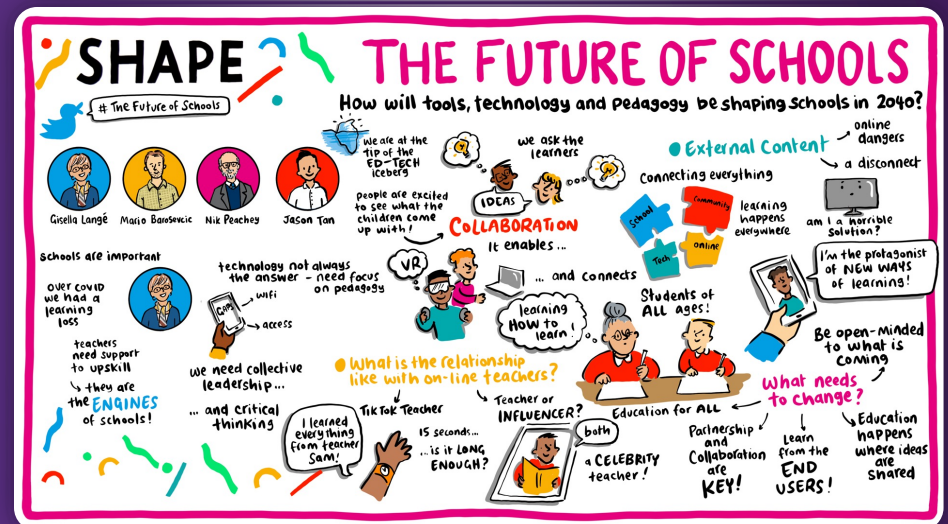 SHAPE
# The Future of Schools
THE FUTURE OF SCHOOLS
How will tools, technology and pedagogy be shaping schools in 2040?
Gisella Langé
Mario Barosevcic
Nik Peachey
Jason Tan
we are at the
tip of the
ED-TECH
iceberg
people are excited
to see what the
children come
up with!
we ask the
learners
IDEAS
COLLABORATION
It enables ...
VR
... and connects
learning
HOW to
learn!
Students of
ALL ages!
Education for ALL
External Content
online
dangers
a disconnect
Connecting everything
School
Community
Tech
online
learning
happens
everywhere
am I a horrible
solution?
I'm the protagonist
of NEW WAYS
of learning!
Be open-minded
to what is
coming
What needs
to change?
Partnership
and
Collaboration
are
KEY!
Learn
from the
END
USERS!
Education
happens
where ideas
are
shared
Schools are important
over COVID
we had a
learning
loss
teachers
need support
to upskill
they are
the ENGINES
of schools!
technology not always
the answer - need focus
on pedagogy
GAPS
wifi
access
we need collective
leadership...
... and critical
thinking
What is the relationship
like with on-line teachers?
TikTok Teacher
I learned
everything
from teacher
Sam!
15 seconds...
...is it LONG
ENOUGH?
Teacher or
INFLUENCER?
both
a CELEBRITY
teacher!